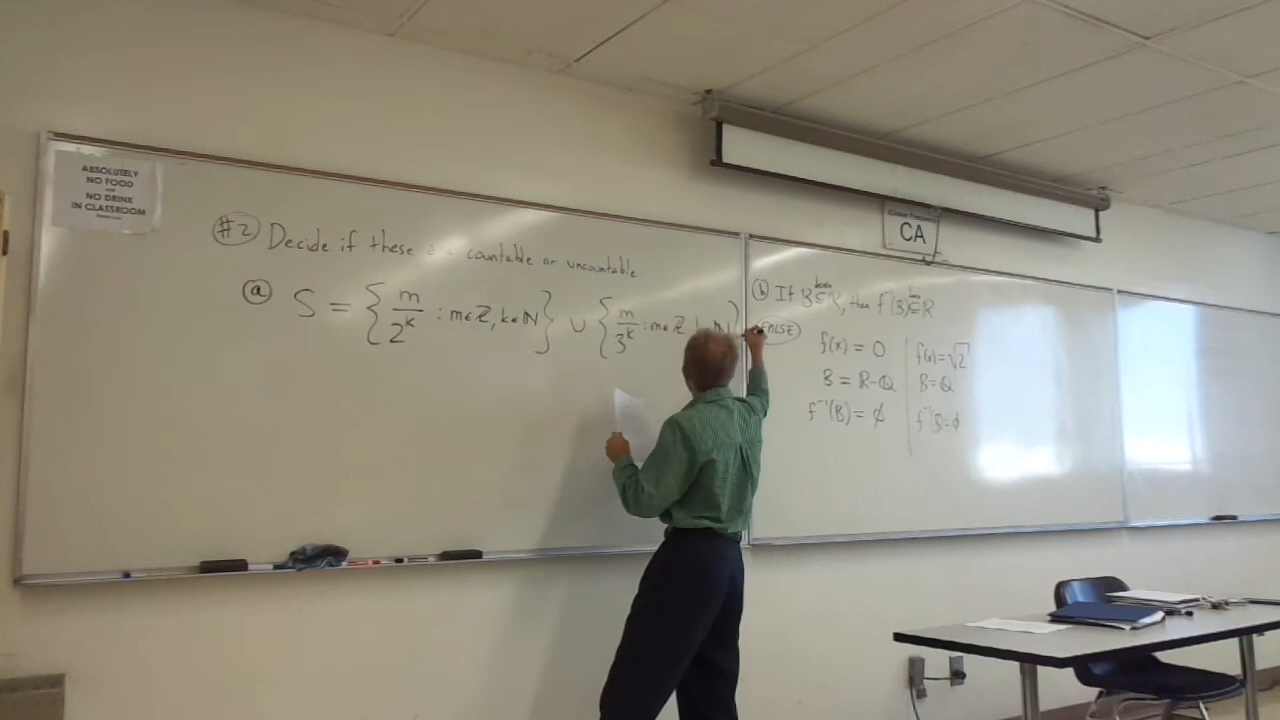 ABSOLUTELY
NO FOOD
NO DRINK
IN CLASSROOM
#2 Decide if these are countable or uncountable
(a) S = { m/2^k : m∈ℤ, k∈ℕ } ∪ { m/3^k : m∈ℤ, k∈ℕ }
CA
(b) If B ⊆ ℝ, then f⁻¹(B) ⊆ ℝ
FALSE
f(x) = 0
B = ℝ-ℚ
f⁻¹(B) = ∅
f(x) = √2
B = ℚ
f⁻¹(B) = ∅